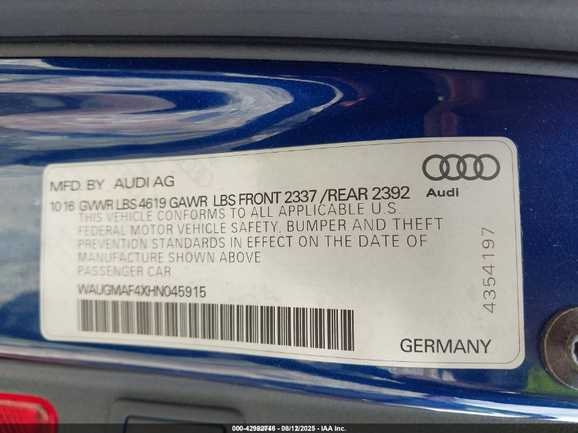 MFD. BY AUDI AG
10 16 GVWR LBS 4619 GAWR LBS FRONT 2337 / REAR 2392
THIS VEHICLE CONFORMS TO ALL APPLICABLE U.S
FEDERAL MOTOR VEHICLE SAFETY, BUMPER AND THEFT
PREVENTION STANDARDS IN EFFECT ON THE DATE OF
MANUFACTURE SHOWN ABOVE
PASSENGER CAR
WAUGMAF4XHN045915
Audi
4354197
GERMANY
000-42982746 - 08/12/2025 - IAA Inc.